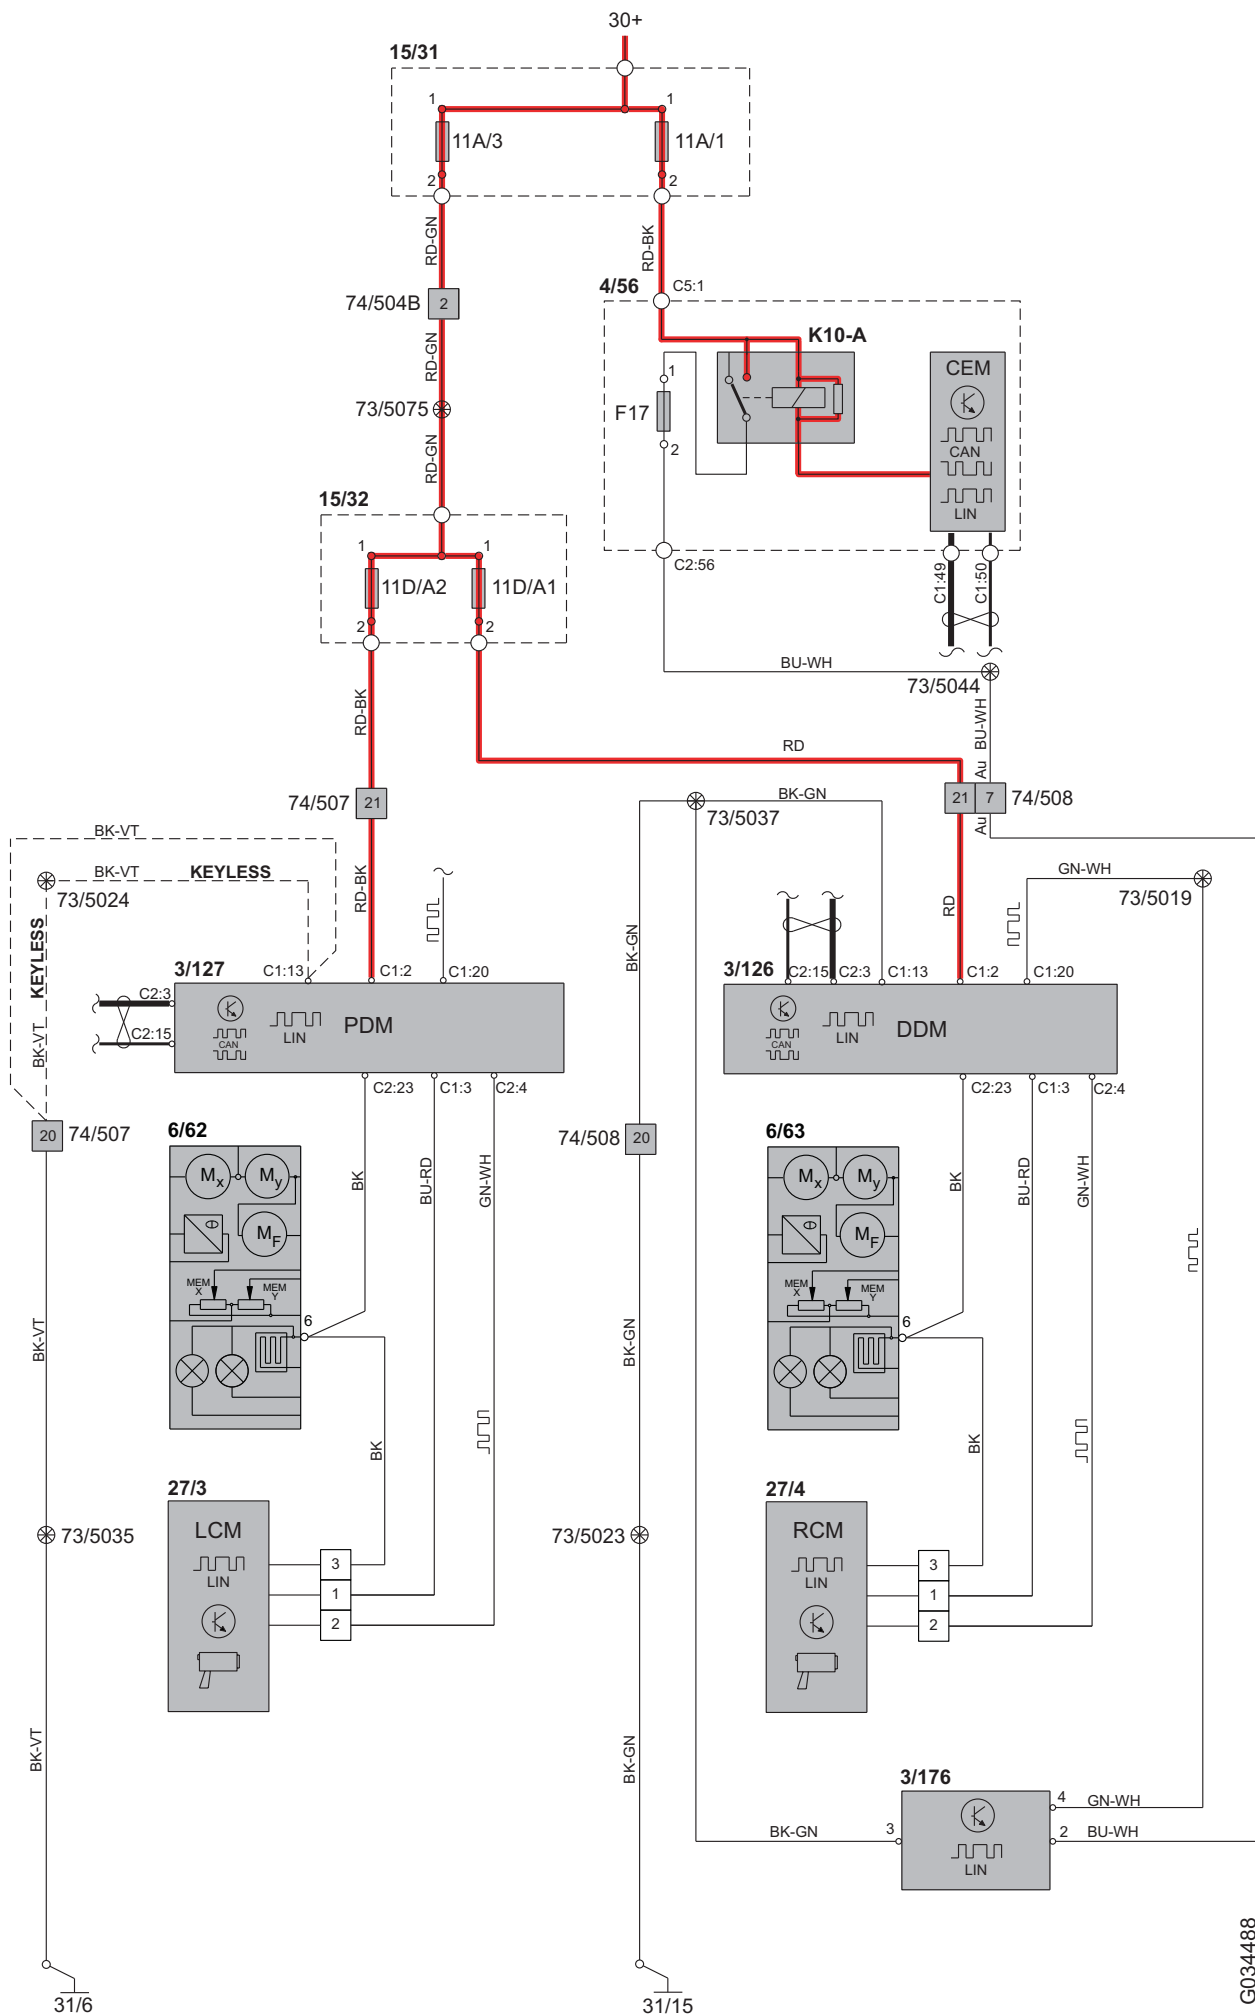 30+
15/31
1
1
11A/3
11A/1
2
2
RD-GN
RD-BK
4/56
C5:1
74/504B
2
K10-A
RD-GN
CEM
1
73/5075
F17
CAN
2
RD-GN
LIN
15/32
1
1
C2:56
C1:49
C1:50
11D/A2
11D/A1
2
2
BU-WH
73/5044
RD-BK
BU-WH
RD
Au
74/507
21
BK-GN
21
7
74/508
73/5037
Au
BK-VT
BK-VT
KEYLESS
GN-WH
73/5024
RD-BK
73/5019
RD
KEYLESS
BK-GN
3/127
C1:13
C1:2
C1:20
3/126
C2:15
C2:3
C1:13
C1:2
C1:20
C2:3
C2:15
BK-VT
CAN
LIN
PDM
CAN
LIN
DDM
C2:23
C1:3
C2:4
C2:23
C1:3
C2:4
20
74/507
6/62
74/508
20
6/63
Mx
My
BK
BU-RD
GN-WH
Mx
My
BK
BU-RD
GN-WH
MF
MF
MEM
X
MEM
Y
MEM
X
MEM
Y
6
6
BK-VT
BK-GN
BK
BK
27/3
27/4
73/5035
LCM
73/5023
RCM
LIN
3
LIN
3
1
1
2
2
BK-VT
BK-GN
3/176
4
GN-WH
BK-GN
3
2
BU-WH
LIN
31/6
31/15
G034488